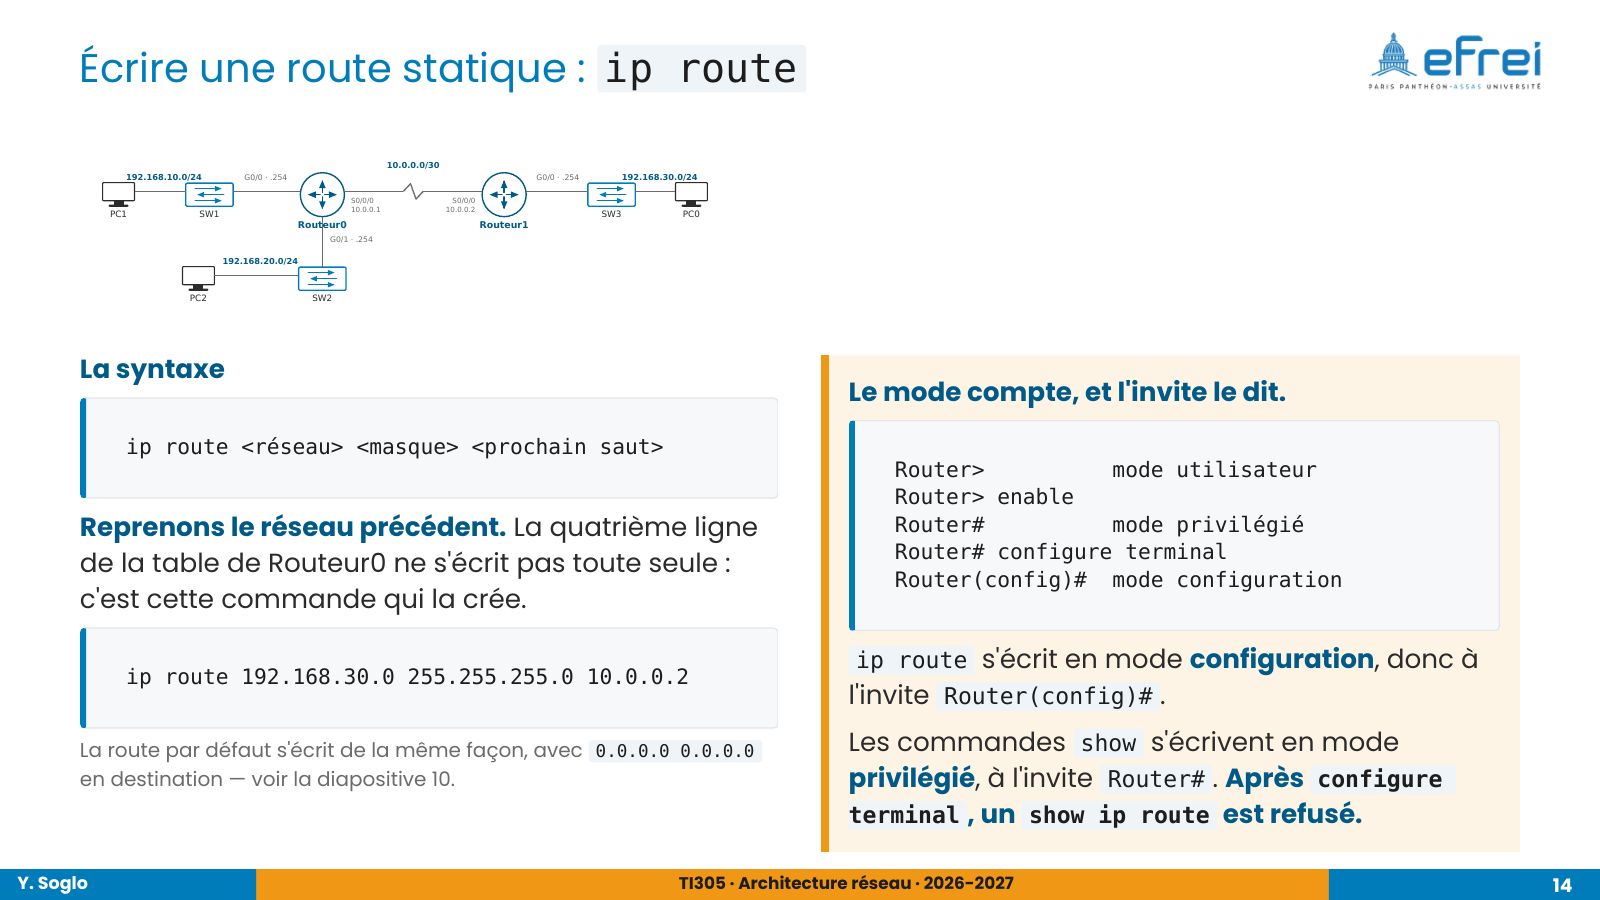 Écrire une route statique : ip route
efrei
PARIS PANTHÉON-ASSAS UNIVERSITÉ
10.0.0.0/30
192.168.10.0/24
G0/0 · .254
G0/0 · .254
192.168.30.0/24
S0/0/0
10.0.0.1
S0/0/0
10.0.0.2
PC1
SW1
Routeur0
Routeur1
SW3
PC0
G0/1 · .254
192.168.20.0/24
PC2
SW2
La syntaxe
ip route <réseau> <masque> <prochain saut>
Reprenons le réseau précédent. La quatrième ligne
de la table de Routeur0 ne s'écrit pas toute seule :
c'est cette commande qui la crée.
ip route 192.168.30.0 255.255.255.0 10.0.0.2
La route par défaut s'écrit de la même façon, avec 0.0.0.0 0.0.0.0
en destination — voir la diapositive 10.
Le mode compte, et l'invite le dit.
Router>          mode utilisateur
Router> enable
Router#          mode privilégié
Router# configure terminal
Router(config)#  mode configuration
ip route s'écrit en mode configuration, donc à
l'invite Router(config)#.
Les commandes show s'écrivent en mode
privilégié, à l'invite Router#. Après configure
terminal, un show ip route est refusé.
Y. Soglo
TI305 · Architecture réseau · 2026-2027
14